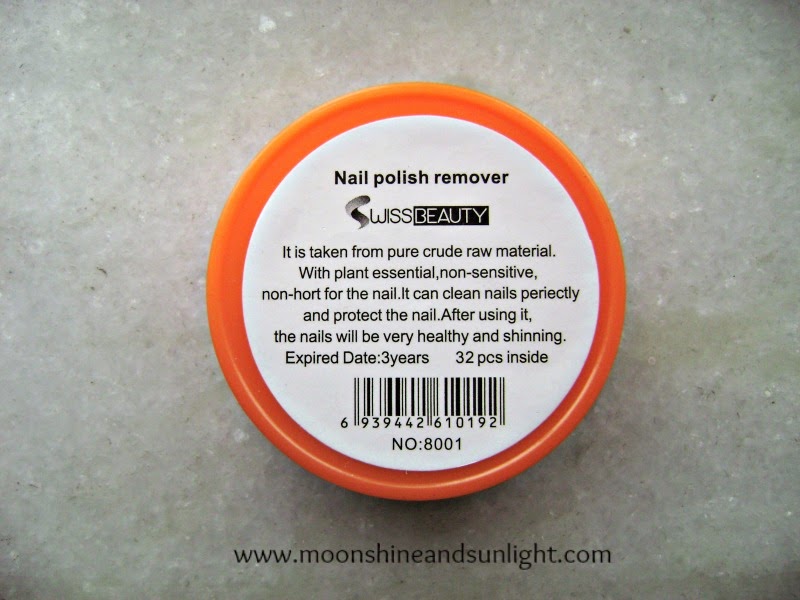 Nail polish remover
SWISSBEAUTY
It is taken from pure crude raw material.
With plant essential,non-sensitive,
non-hort for the nail.It can clean nails periectly
and protect the nail.After using it,
the nails will be very healthy and shinning.
Expired Date:3years 32 pcs inside
6 939442 610192
NO:8001
www.moonshineandsunlight.com